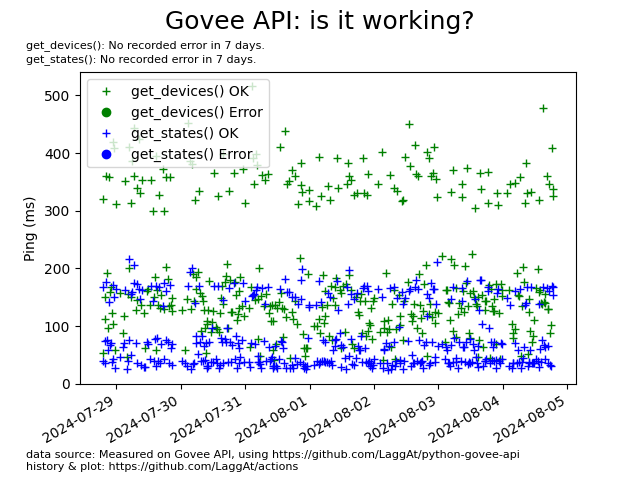 Govee API: is it working?
get_devices(): No recorded error in 7 days.
get_states(): No recorded error in 7 days.
get_devices() OK
get_devices() Error
get_states() OK
get_states() Error
Ping (ms)
500
400
300
200
100
0
2024-07-29
2024-07-30
2024-07-31
2024-08-01
2024-08-02
2024-08-03
2024-08-04
2024-08-05
data source: Measured on Govee API, using https://github.com/LaggAt/python-govee-api
history & plot: https://github.com/LaggAt/actions